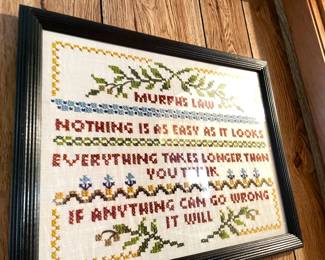 MURPHS LAW
NOTHING IS AS EASY AS IT LOOKS
EVERYTHING TAKES LONGER THAN
YOU
IF ANYTHING CAN GO WRONG
IT WILL